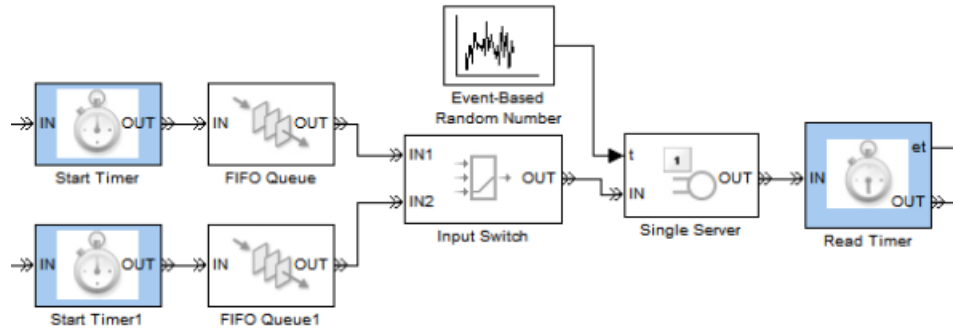 Event-Based
Random Number
IN OUT
Start Timer
IN OUT
FIFO Queue
IN1
IN2
OUT
Input Switch
t
IN
1
OUT
Single Server
IN
et
OUT
Read Timer
IN OUT
Start Timer1
IN OUT
FIFO Queue1